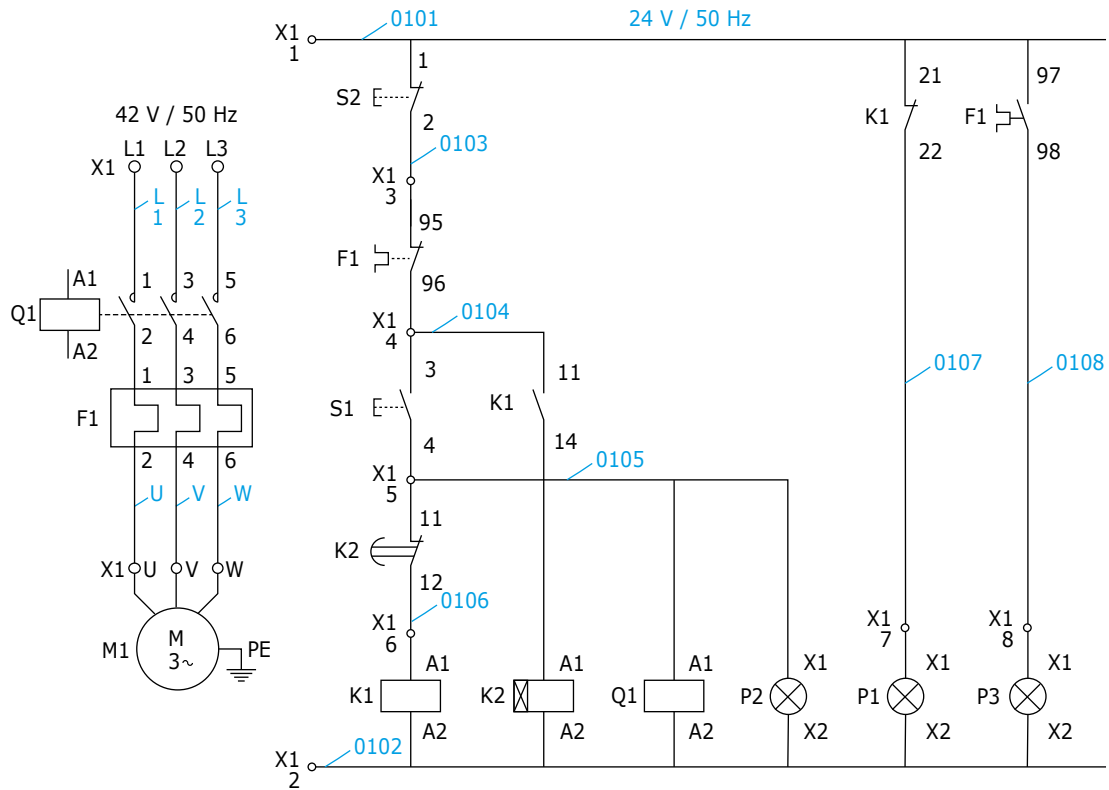 42 V / 50 Hz
L1 L2 L3
X1
L
1
L
2
L
3
A1
Q1
A2
1 3 5
2 4 6
1 3 5
F1
2 4 6
U V W
X1 U V W
M1
M
3~
PE
X1
1
0101
24 V / 50 Hz
1
S2
2
0103
X1
3
95
F1
96
X1
4
0104
3
S1
4
11
K1
14
X1
5
0105
11
K2
12
0106
X1
6
A1
K1
A2
A1
K2
A2
A1
Q1
A2
X1
P2
X2
21
K1
22
0107
X1
7
X1
P1
X2
97
F1
98
0108
X1
8
X1
P3
X2
X1
2
0102